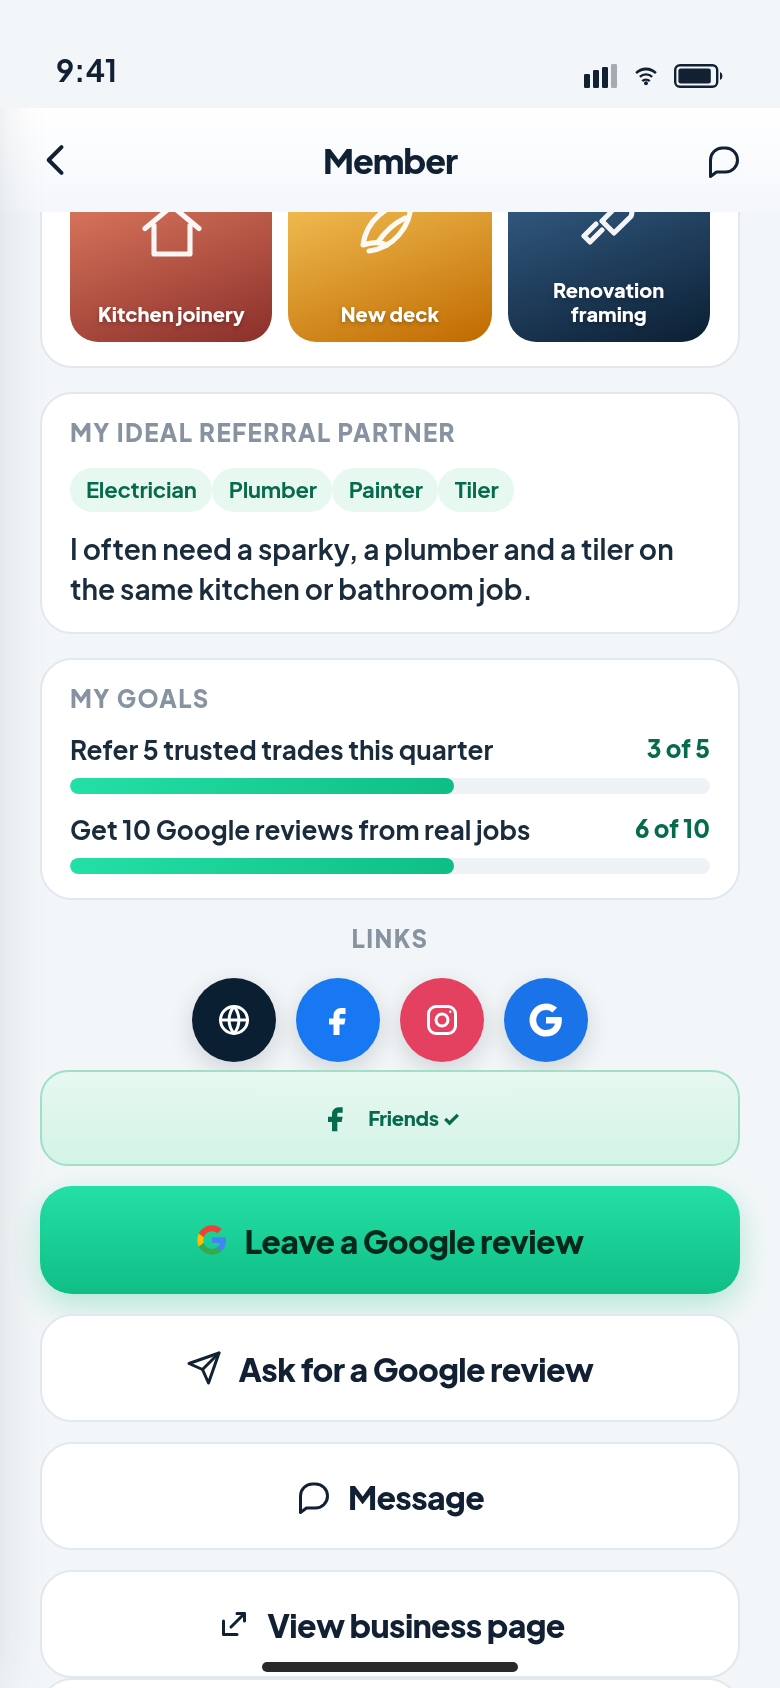 9:41
Member
Kitchen joinery
New deck
Renovation
framing
MY IDEAL REFERRAL PARTNER
Electrician Plumber Painter Tiler
I often need a sparky, a plumber and a tiler on
the same kitchen or bathroom job.
MY GOALS
Refer 5 trusted trades this quarter 3 of 5
Get 10 Google reviews from real jobs 6 of 10
LINKS
Friends ✓
Leave a Google review
Ask for a Google review
Message
View business page